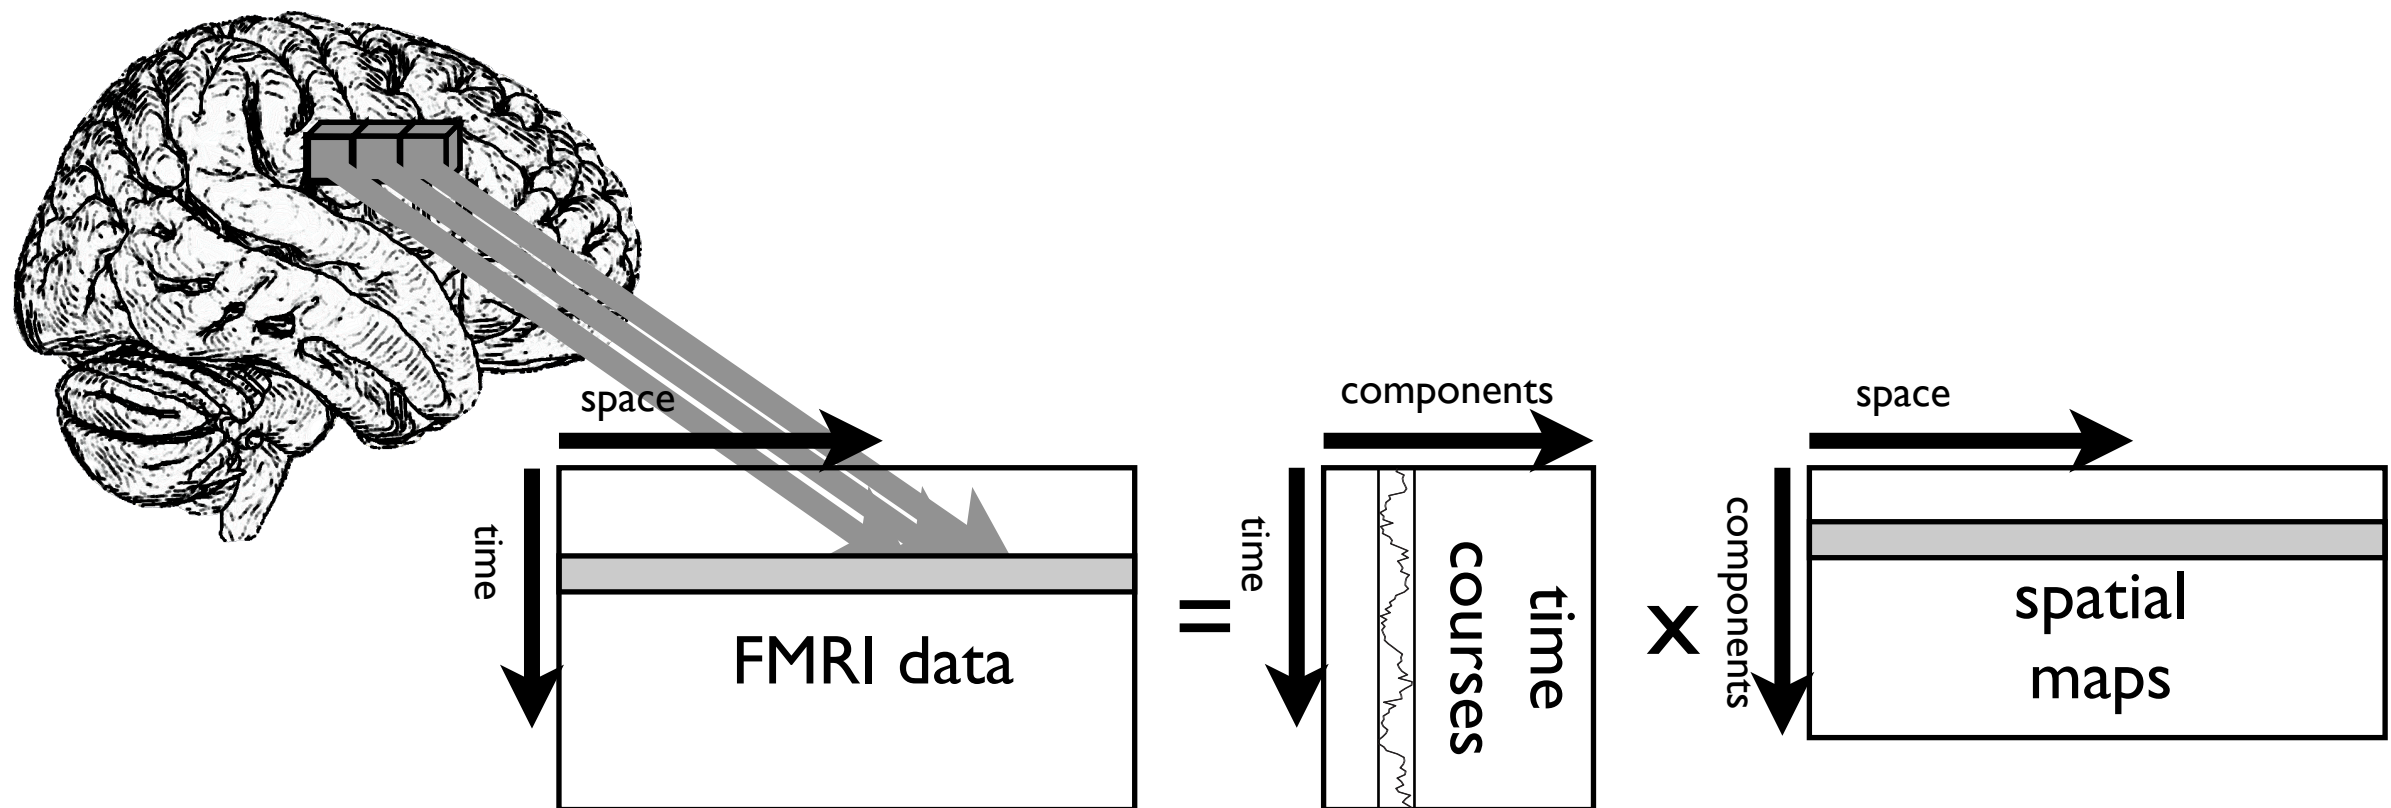 space
time
FMRI data
=
components
time
time
courses
x
space
components
spatial
maps